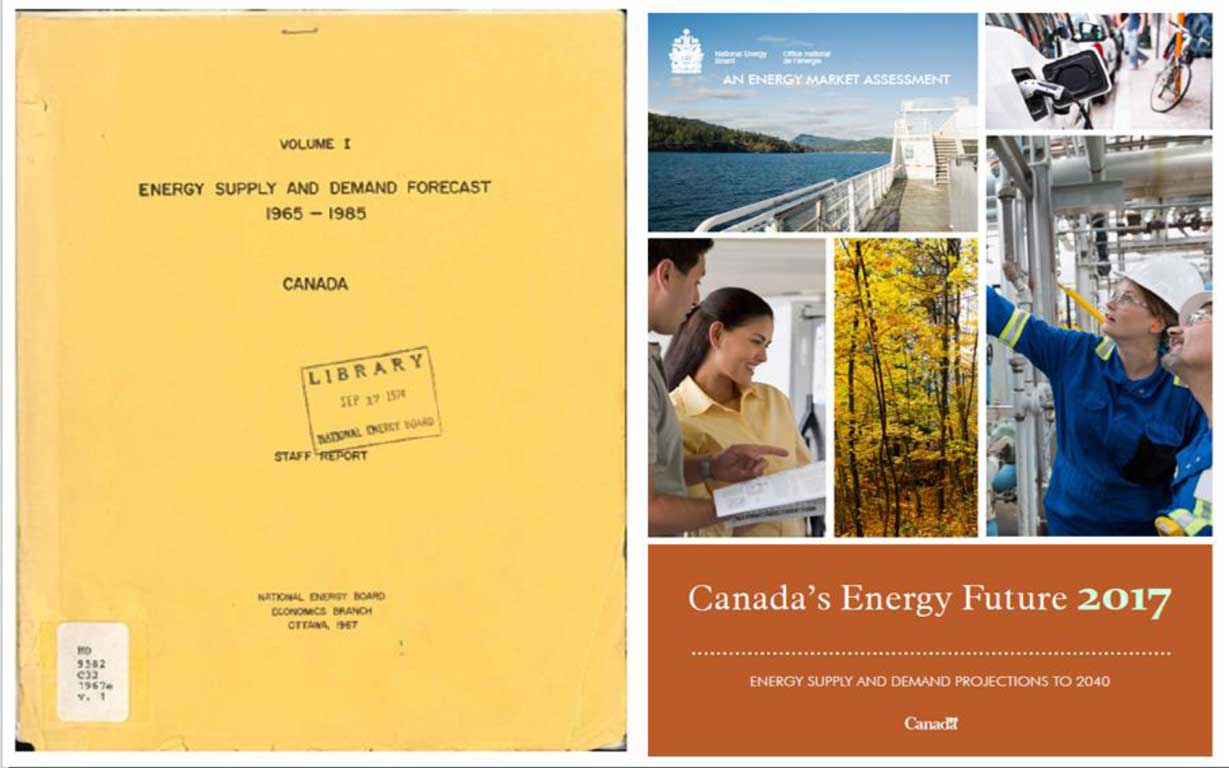 VOLUME I
ENERGY SUPPLY AND DEMAND FORECAST
1965 – 1985
CANADA
LIBRARY
SEP 17 1974
NATIONAL ENERGY BOARD
STAFF REPORT
NATIONAL ENERGY BOARD
ECONOMICS BRANCH
OTTAWA, 1967
HD
9582
C32
1967e
v. 1
National Energy
Board
Office national
de l'énergie
AN ENERGY MARKET ASSESSMENT
Canada's Energy Future 2017
ENERGY SUPPLY AND DEMAND PROJECTIONS TO 2040
Canada